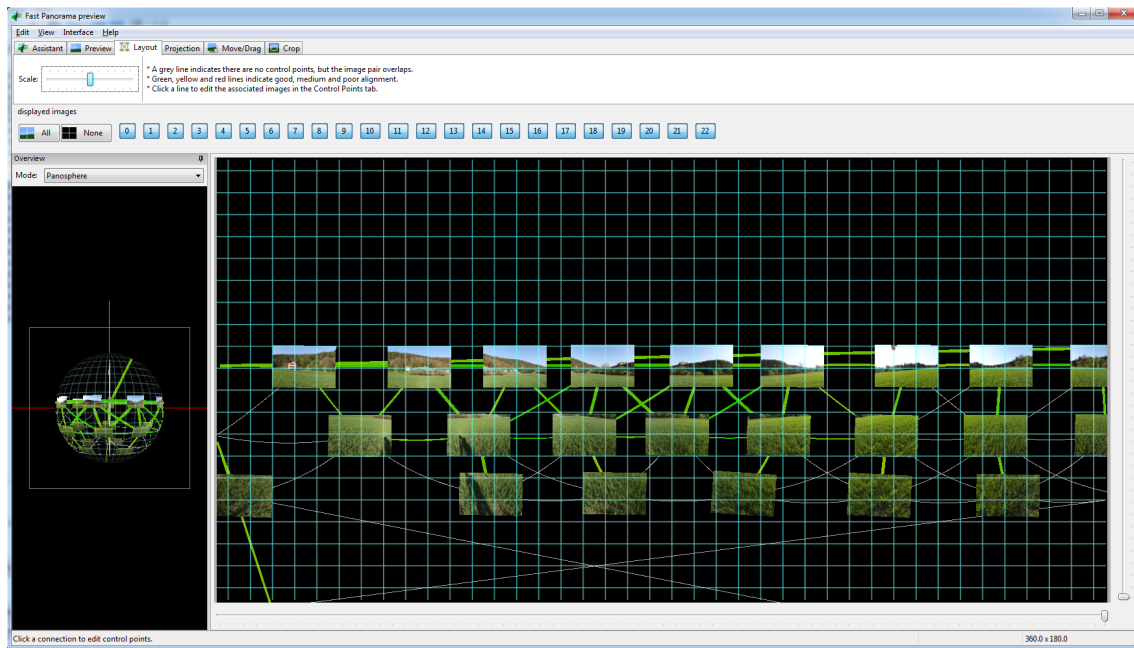 Fast Panorama preview
Edit View Interface Help
Assistant Preview Layout Projection Move/Drag Crop
Scale:
* A grey line indicates there are no control points, but the image pair overlaps.
* Green, yellow and red lines indicate good, medium and poor alignment.
* Click a line to edit the associated images in the Control Points tab.
displayed images
All None 0 1 2 3 4 5 6 7 8 9 10 11 12 13 14 15 16 17 18 19 20 21 22
Overview
Mode: Panosphere
Click a connection to edit control points.
360.0 x 180.0